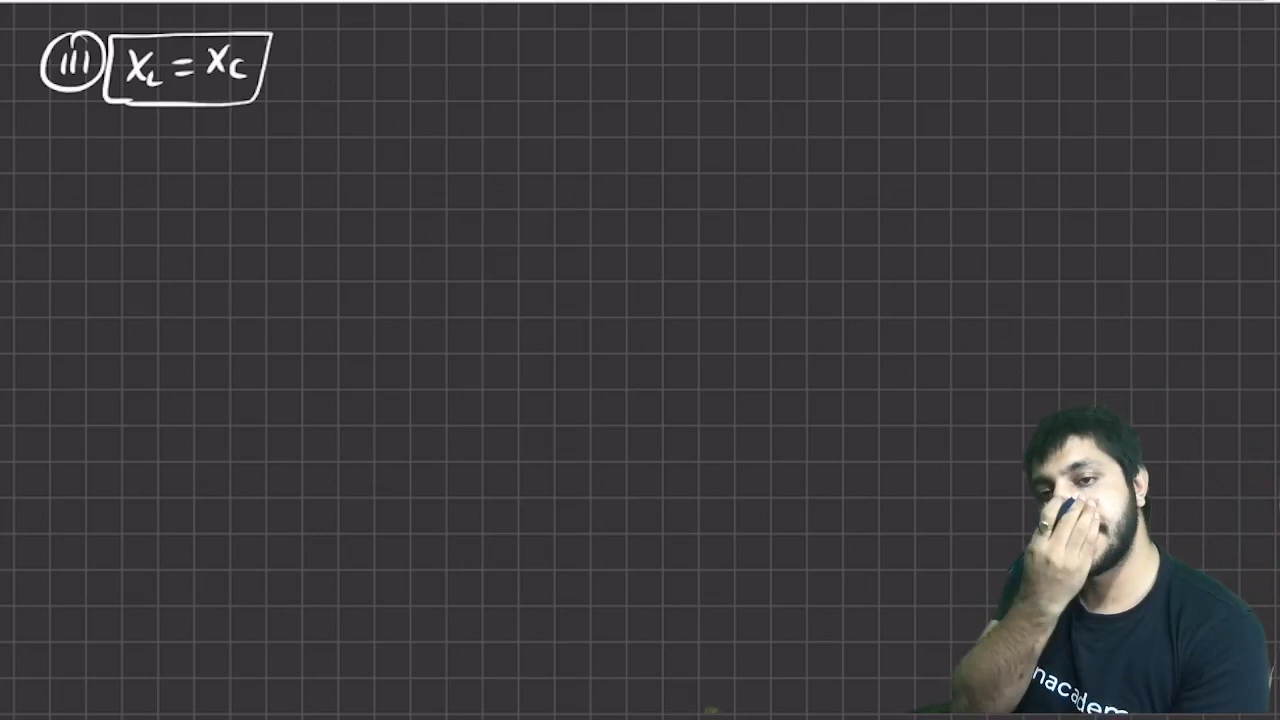 (III) X_L = X_C
nacadem